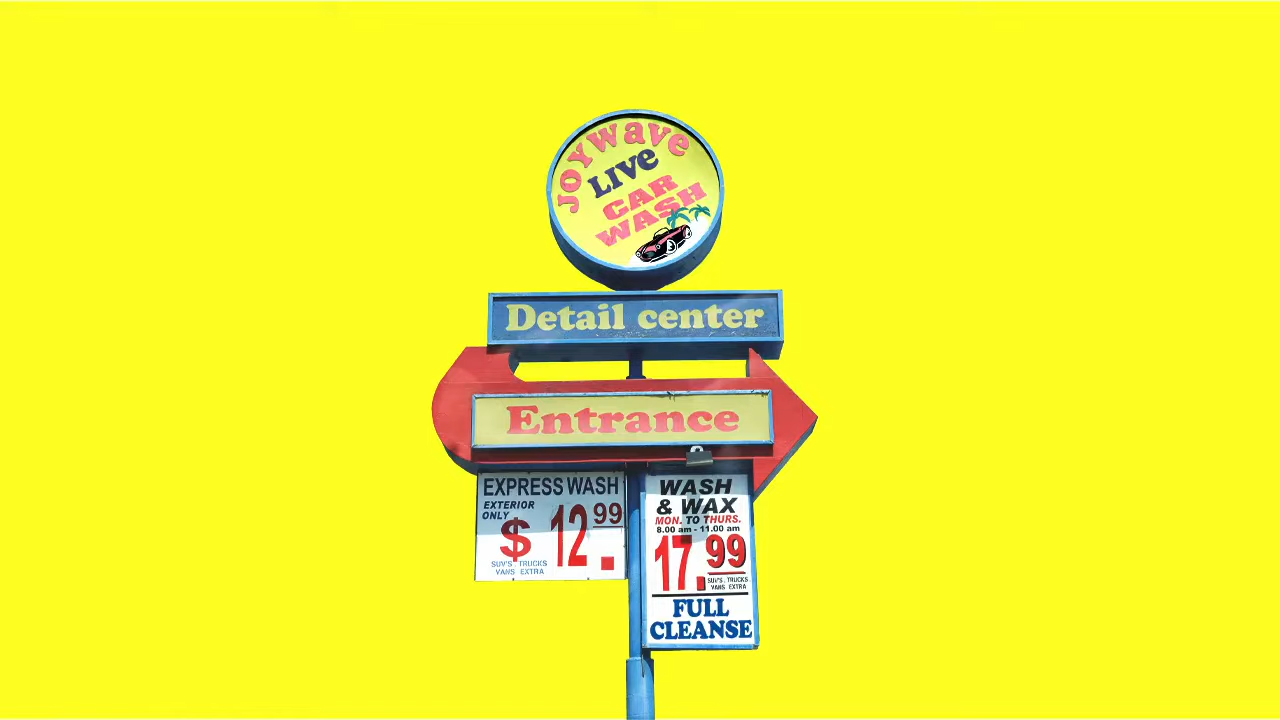 Joywave
LIVe
CAR
WASH
Detail center
Entrance
EXPRESS WASH
EXTERIOR
ONLY
$ 12.99
SUV'S. TRUCKS
VANS EXTRA
WASH
& WAX
MON. TO THURS.
8.00 am - 11.00 am
17.99
SUV'S. TRUCKS
VANS EXTRA
FULL
CLEANSE